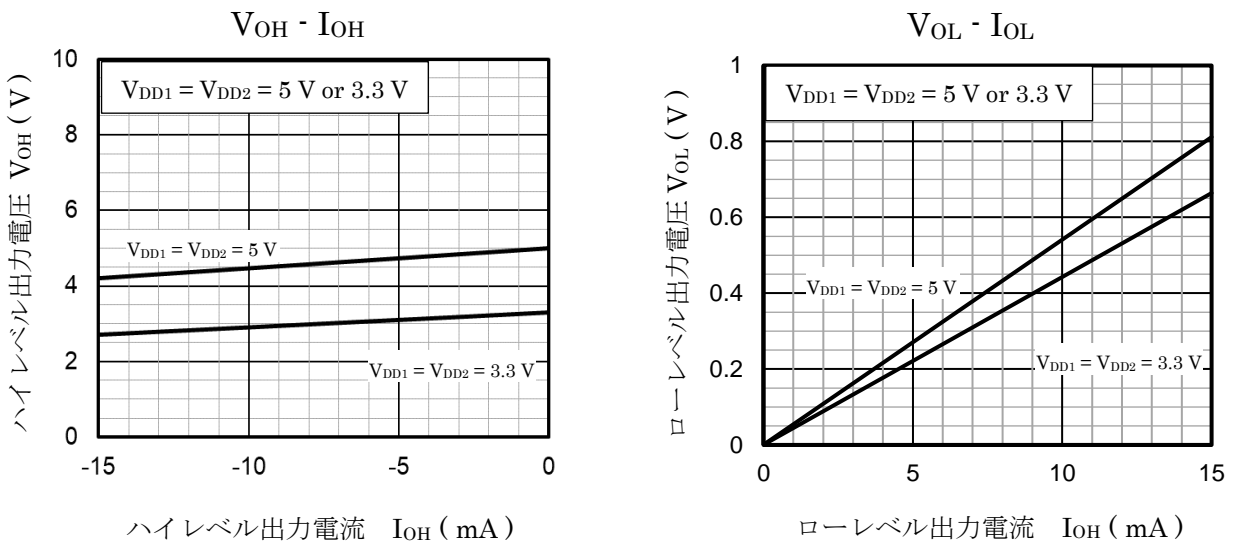 VOH - IOH
10
8
6
4
2
0
VDD1 = VDD2 = 5 V or 3.3 V
VDD1 = VDD2 = 5 V
VDD1 = VDD2 = 3.3 V
-15 -10 -5 0
ハイレベル出力電圧 VOH ( V )
ハイレベル出力電流 IOH ( mA )
VOL - IOL
1
0.8
0.6
0.4
0.2
0
VDD1 = VDD2 = 5 V or 3.3 V
VDD1 = VDD2 = 5 V
VDD1 = VDD2 = 3.3 V
0 5 10 15
ローレベル出力電圧 VOL ( V )
ローレベル出力電流 IOH ( mA )